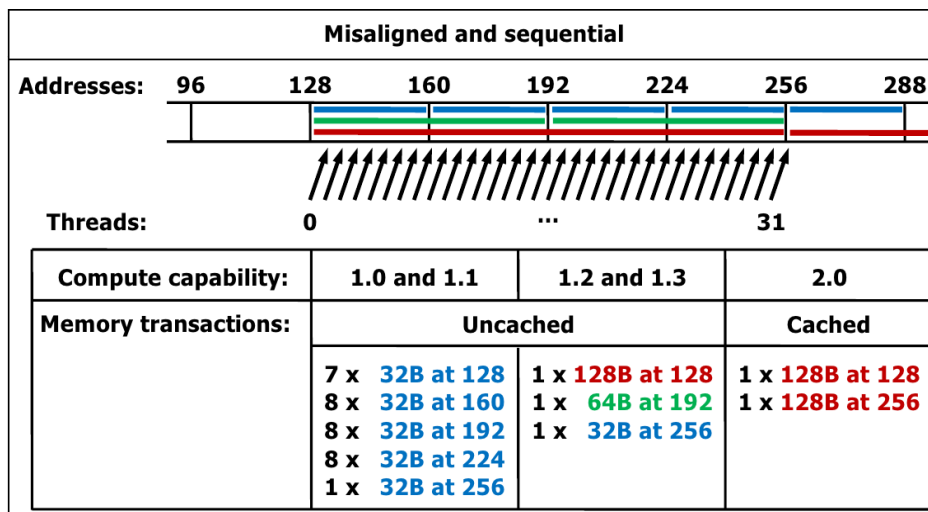 Misaligned and sequential
Addresses: 96 128 160 192 224 256 288
Threads: 0 ... 31
Compute capability: 1.0 and 1.1 1.2 and 1.3 2.0
Memory transactions: Uncached Cached
7 x 32B at 128 1 x 128B at 128 1 x 128B at 128
8 x 32B at 160 1 x 64B at 192 1 x 128B at 256
8 x 32B at 192 1 x 32B at 256
8 x 32B at 224
1 x 32B at 256